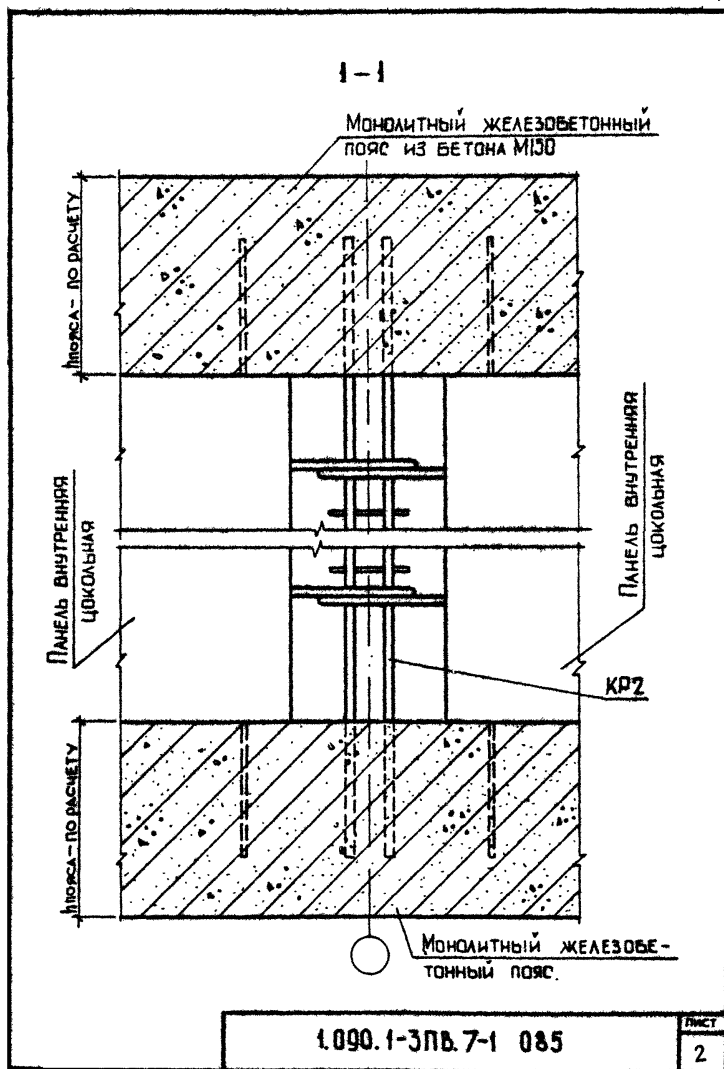 1-1
Монолитный железобетонный
пояс из бетона М150
hпояса - по расчету
Панель внутренняя
цокольная
Панель внутренняя
цокольная
КР2
hпояса - по расчету
Монолитный железобе-
тонный пояс.
1.090.1-3ПВ.7-1 085
Лист
2